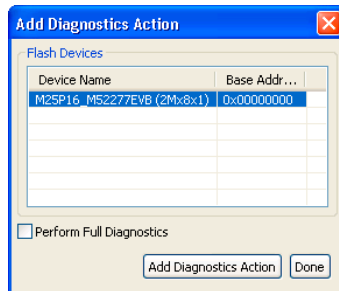 Add Diagnostics Action
Flash Devices
Device Name Base Addr...
M25P16_M52277EVB (2Mx8x1) 0x00000000
Perform Full Diagnostics
Add Diagnostics Action Done